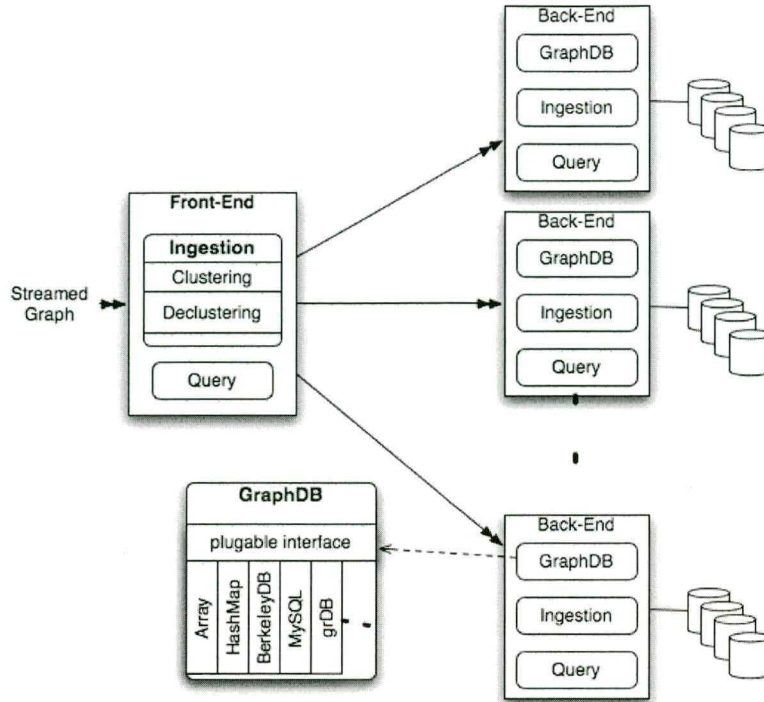 Streamed
Graph
Front-End
Ingestion
Clustering
Declustering
Query
Back-End
GraphDB
Ingestion
Query
Back-End
GraphDB
Ingestion
Query
Back-End
GraphDB
Ingestion
Query
GraphDB
plugable interface
Array
HashMap
BerkeleyDB
MySQL
grDB